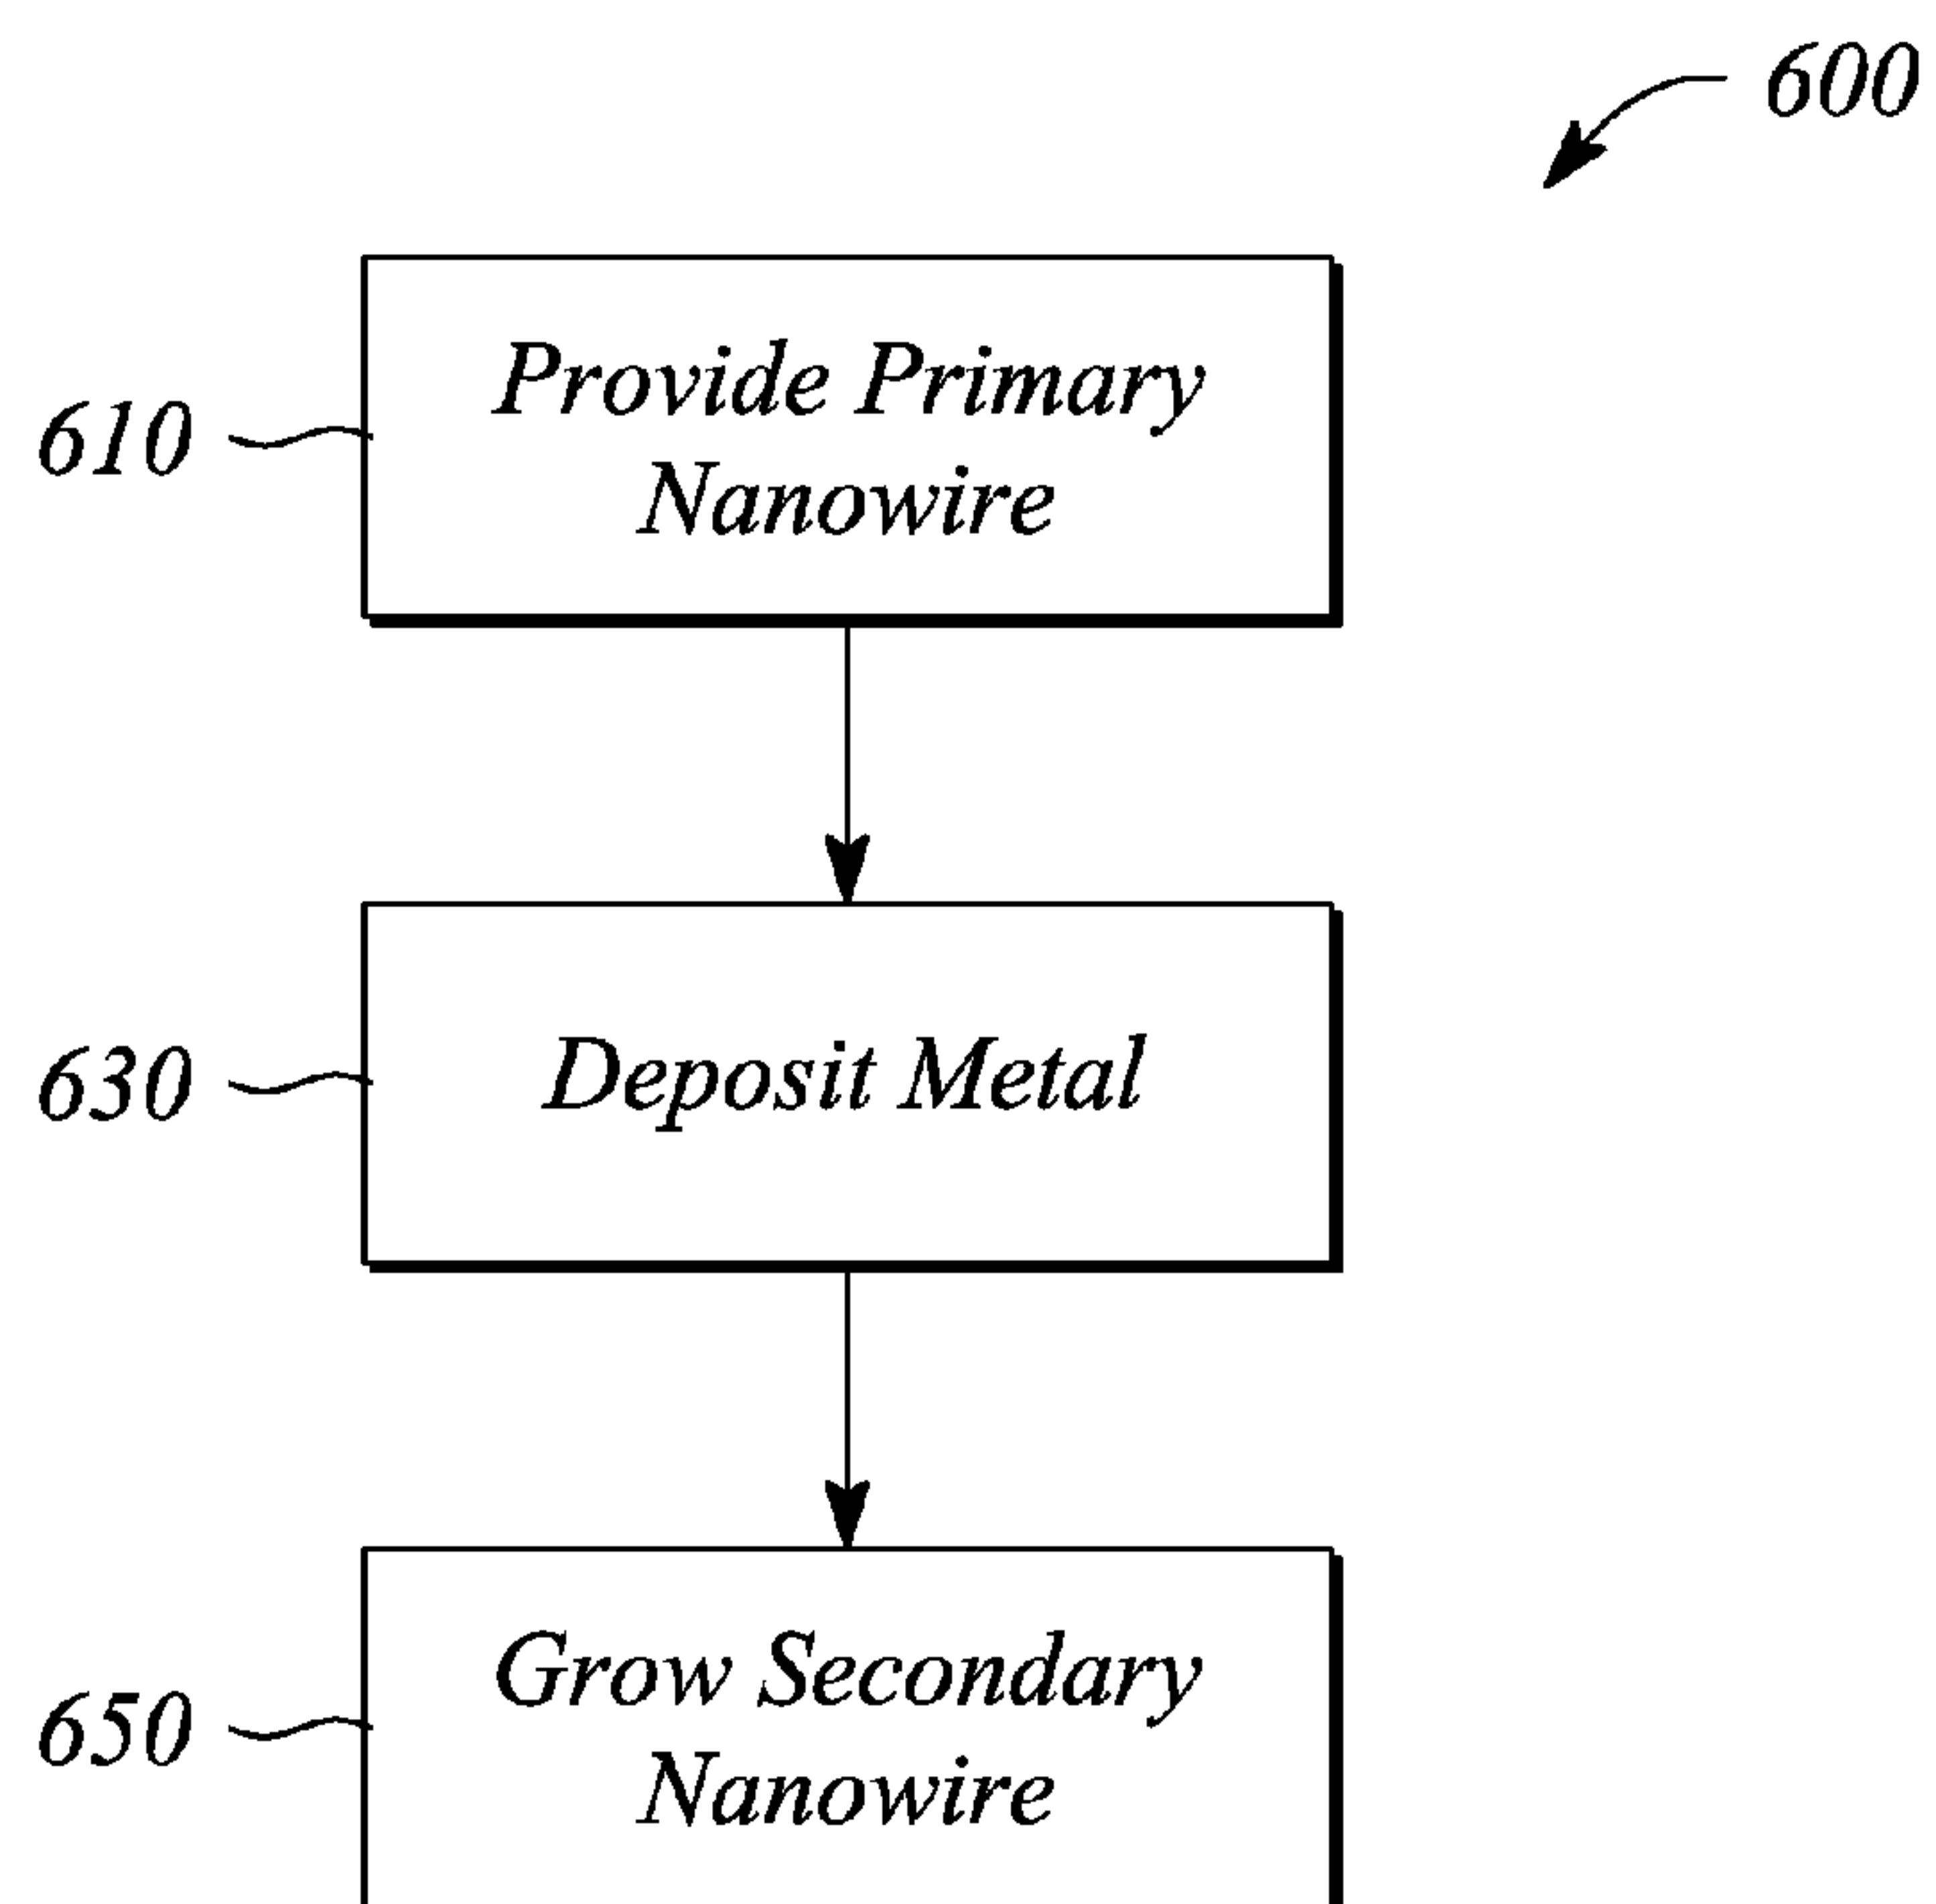 600
610
Provide Primary
Nanowire
630
Deposit Metal
650
Grow Secondary
Nanowire